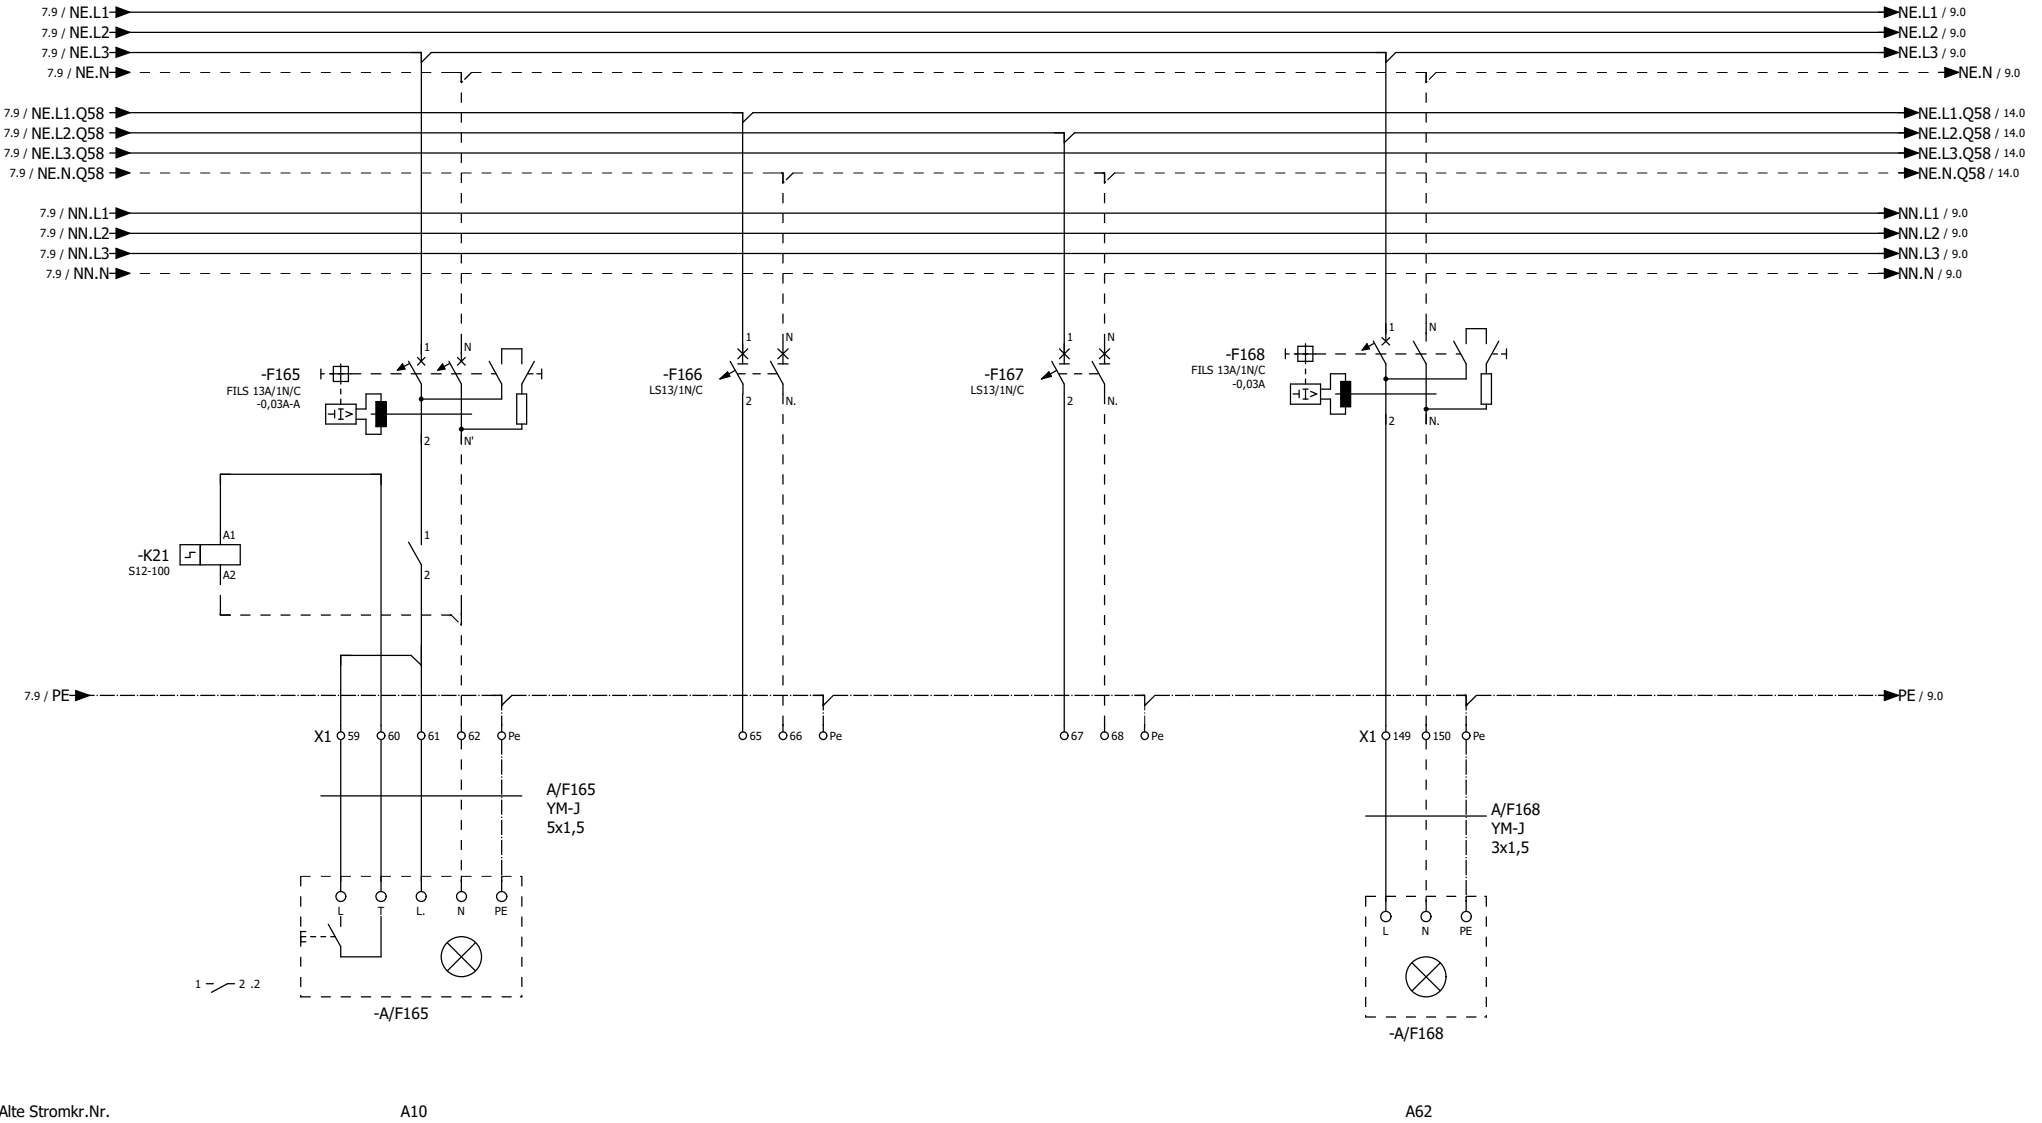 7.9 / NE.L1 NE.L1 / 9.0
7.9 / NE.L2 NE.L2 / 9.0
7.9 / NE.L3 NE.L3 / 9.0
7.9 / NE.N NE.N / 9.0
7.9 / NE.L1.Q58 NE.L1.Q58 / 14.0
7.9 / NE.L2.Q58 NE.L2.Q58 / 14.0
7.9 / NE.L3.Q58 NE.L3.Q58 / 14.0
7.9 / NE.N.Q58 NE.N.Q58 / 14.0
7.9 / NN.L1 NN.L1 / 9.0
7.9 / NN.L2 NN.L2 / 9.0
7.9 / NN.L3 NN.L3 / 9.0
7.9 / NN.N NN.N / 9.0
-F165
FILS 13A/1N/C
-0,03A-A
1 N
I>
2 N'
-F166
LS13/1N/C
1 N
2 N.
-F167
LS13/1N/C
1 N
2 N.
-F168
FILS 13A/1N/C
-0,03A
1 N
I>
2 N.
-K21
S12-100
A1
A2
1
2
7.9 / PE PE / 9.0
X1 59 60 61 62 Pe
65 66 Pe
67 68 Pe
X1 149 150 Pe
A/F165
YM-J
5x1,5
A/F168
YM-J
3x1,5
L T L. N PE
L N PE
1 2 .2
-A/F165
-A/F168
Alte Stromkr.Nr. A10 A62